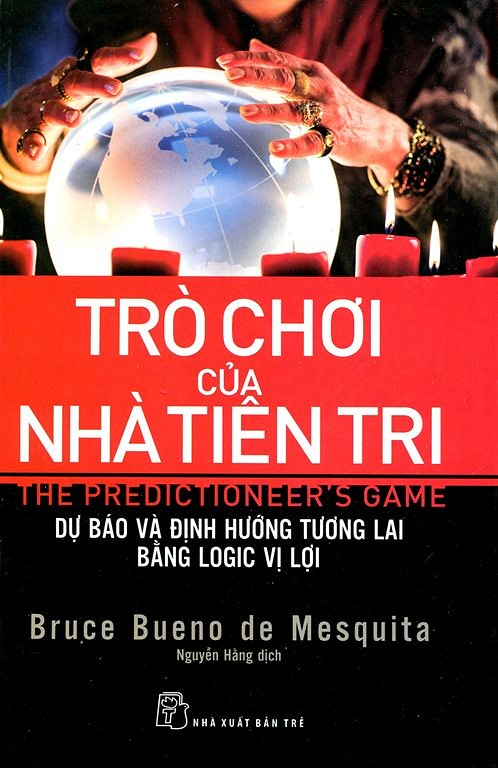 TRÒ CHƠI
CỦA
NHÀ TIÊN TRI
THE PREDICTIONEER'S GAME
DỰ BÁO VÀ ĐỊNH HƯỚNG TƯƠNG LAI
BẰNG LOGIC VỊ LỢI
Bruce Bueno de Mesquita
Nguyễn Hằng dịch
NHÀ XUẤT BẢN TRẺ